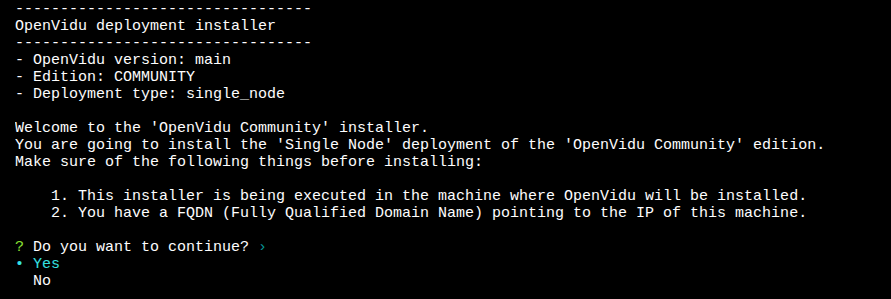 ---------------------------------
OpenVidu deployment installer
---------------------------------
- OpenVidu version: main
- Edition: COMMUNITY
- Deployment type: single_node
Welcome to the 'OpenVidu Community' installer.
You are going to install the 'Single Node' deployment of the 'OpenVidu Community' edition.
Make sure of the following things before installing:
1. This installer is being executed in the machine where OpenVidu will be installed.
2. You have a FQDN (Fully Qualified Domain Name) pointing to the IP of this machine.
? Do you want to continue? ›
• Yes
No